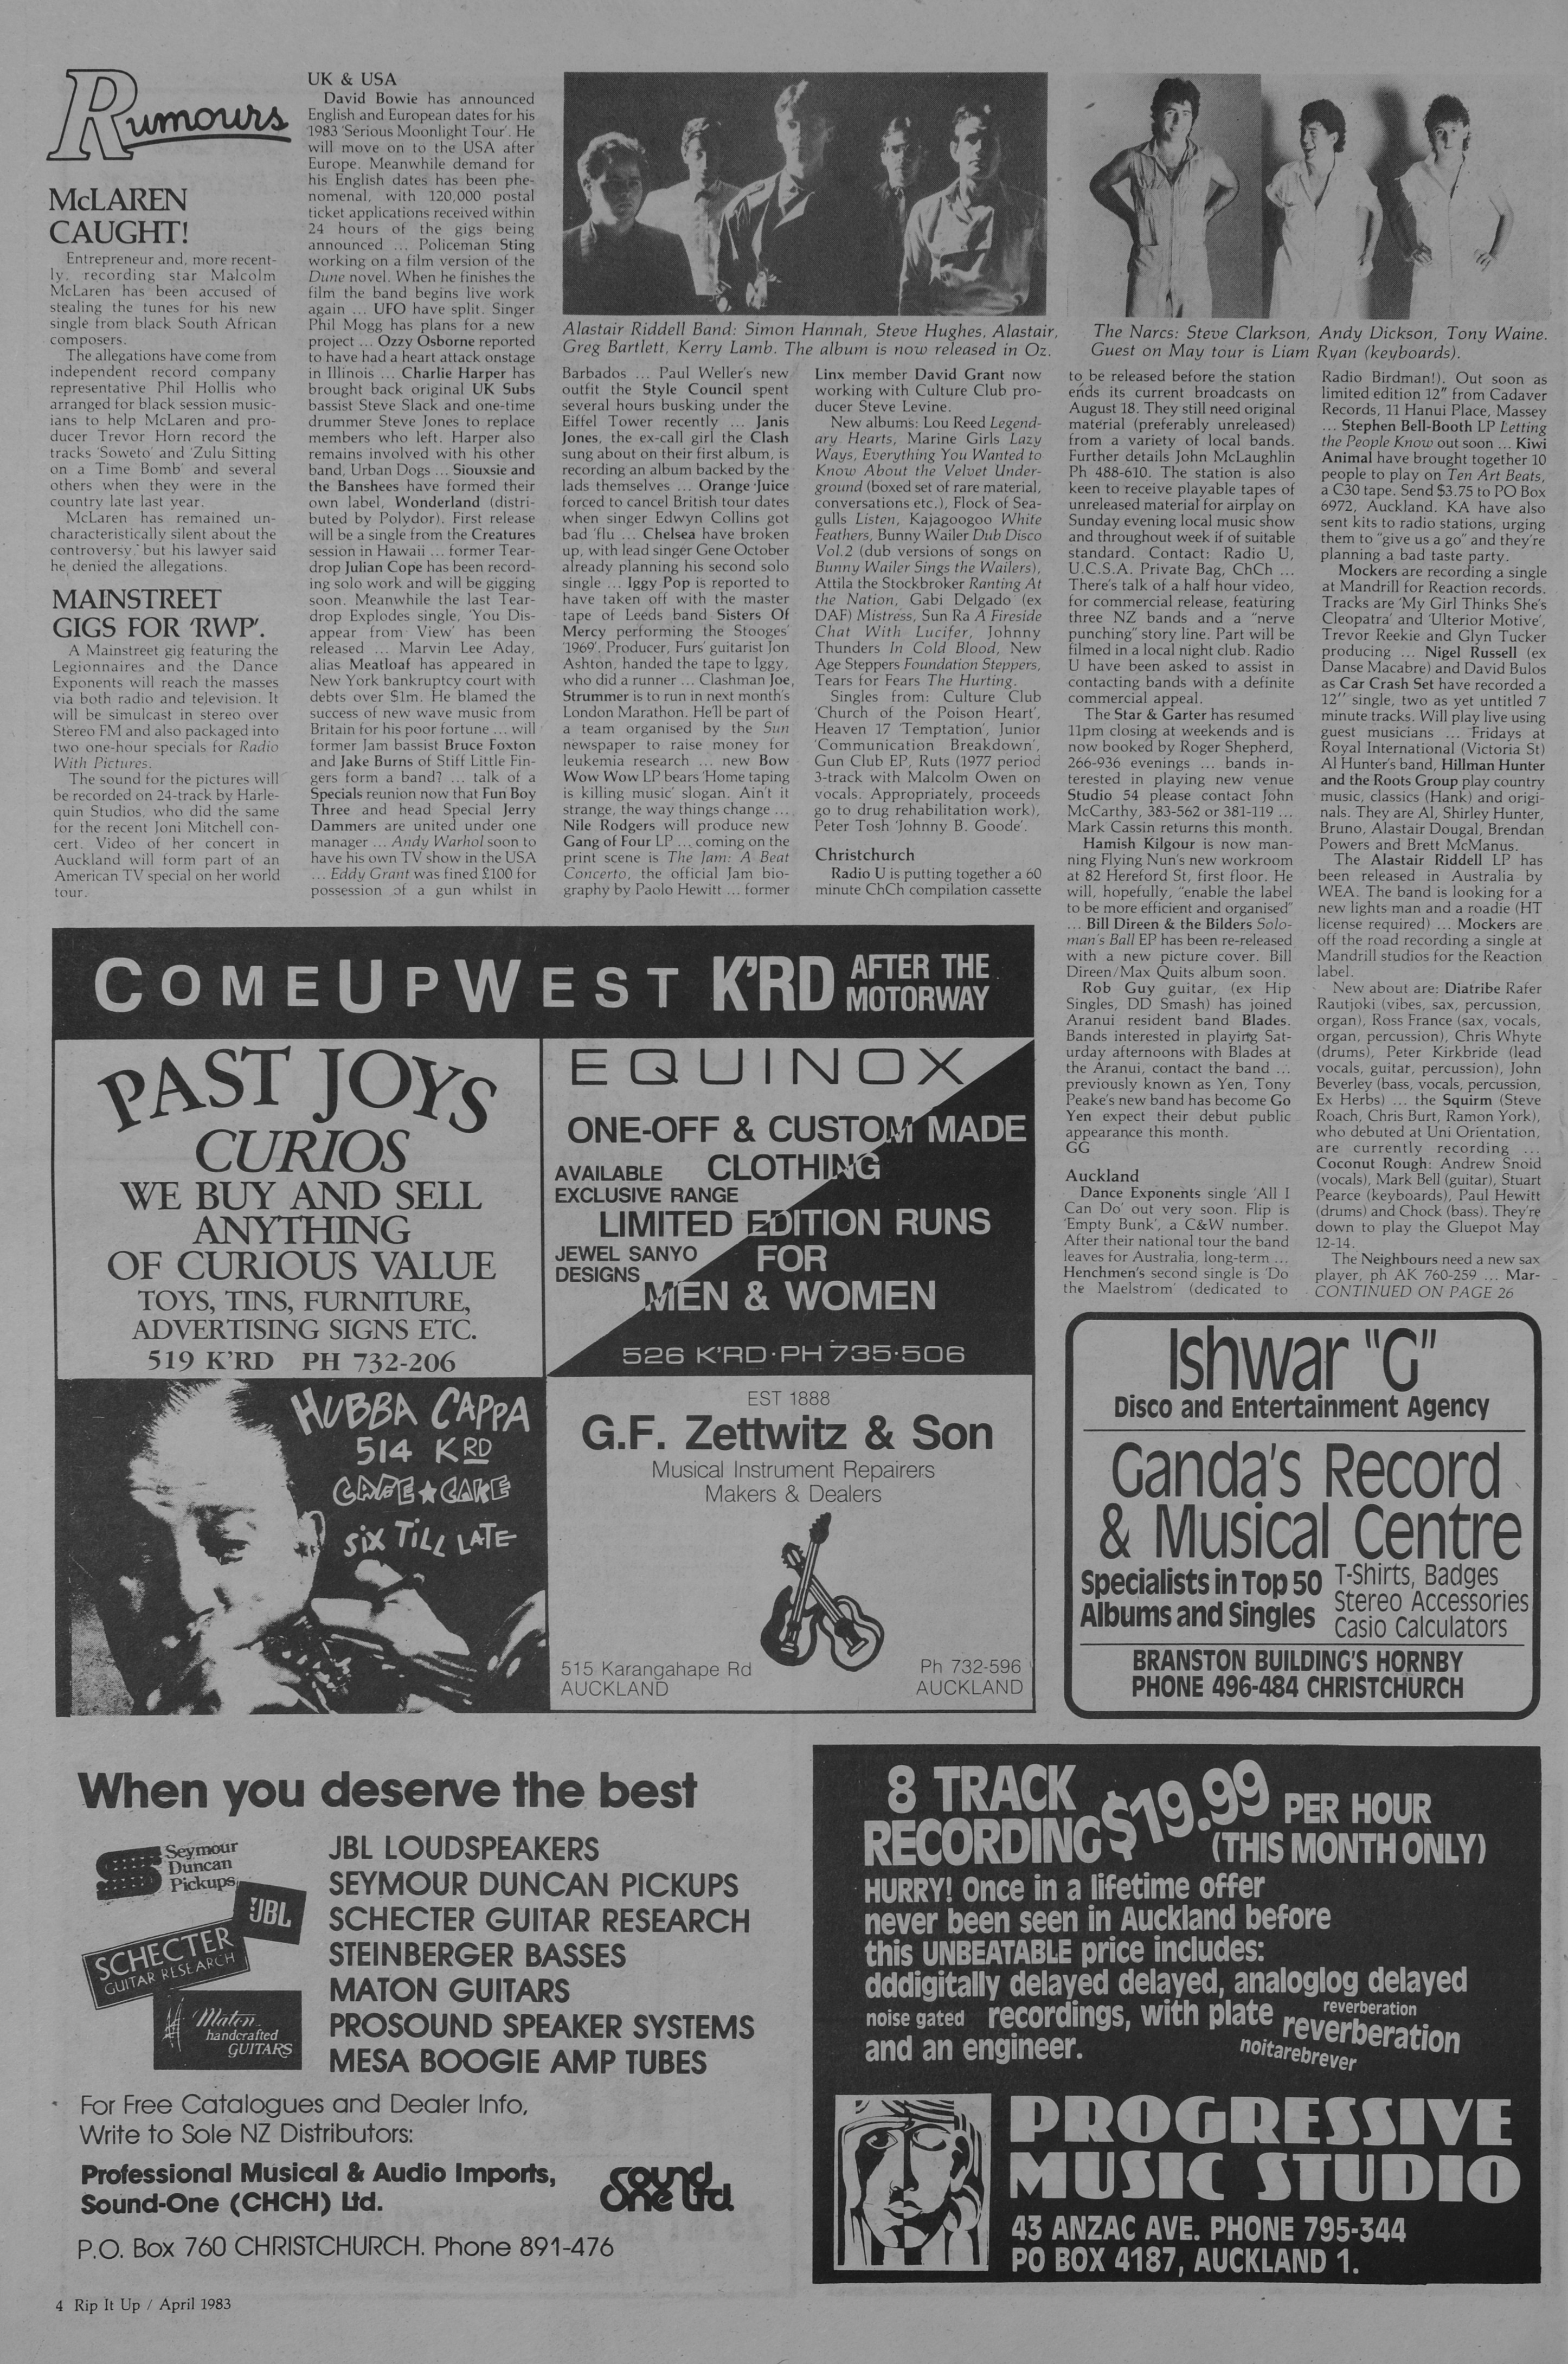 Rumours
McLAREN
CAUGHT!
Entrepreneur and, more recent-
ly, recording star Malcolm
McLaren has been accused of
stealing the tunes for his new
single from black South African
composers.
The allegations have come from
independent record company
representative Phil Hollis who
arranged for black session music-
ians to help McLaren and pro-
ducer Trevor Horn record the
tracks 'Soweto' and 'Zulu Sitting
on a Time Bomb' and several
others when they were in the
country late last year.
McLaren has remained un-
characteristically silent about the
controversy, but his lawyer said
he denied the allegations.
MAINSTREET
GIGS FOR 'RWP'.
A Mainstreet gig featuring the
Legionnaires and the Dance
Exponents will reach the masses
via both radio and television. It
will be simulcast in stereo over
Stereo FM and also packaged into
two one-hour specials for Radio
With Pictures.
The sound for the pictures will
be recorded on 24-track by Harle-
quin Studios, who did the same
for the recent Joni Mitchell con-
cert. Video of her concert in
Auckland will form part of an
American TV special on her world
tour.
UK & USA
David Bowie has announced
English and European dates for his
1983 'Serious Moonlight Tour'. He
will move on to the USA after
Europe. Meanwhile demand for
his English dates has been phe-
nomenal, with 120,000 postal
ticket applications received within
24 hours of the gigs being
announced ... Policeman Sting
working on a film version of the
Dune novel. When he finishes the
film the band begins live work
again ... UFO have split. Singer
Phil Mogg has plans for a new
project ... Ozzy Osborne reported
to have had a heart attack onstage
in Illinois ... Charlie Harper has
brought back original UK Subs
bassist Steve Slack and one-time
drummer Steve Jones to replace
members who left. Harper also
remains involved with his other
band, Urban Dogs ... Siouxsie and
the Banshees have formed their
own label, Wonderland (distri-
buted by Polydor). First release
will be a single from the Creatures
session in Hawaii ... former Tear-
drop Julian Cope has been record-
ing solo work and will be gigging
soon. Meanwhile the last Tear-
drop Explodes single, 'You Dis-
appear from View' has been
released ... Marvin Lee Aday,
alias Meatloaf has appeared in
New York bankruptcy court with
debts over $1m. He blamed the
success of new wave music from
Britain for his poor fortune ... will
former Jam bassist Bruce Foxton
and Jake Burns of Stiff Little Fin-
gers form a band? ... talk of a
Specials reunion now that Fun Boy
Three and head Special Jerry
Dammers are united under one
manager ... Andy Warhol soon to
have his own TV show in the USA
... Eddy Grant was fined £100 for
possession of a gun whilst in
Alastair Riddell Band: Simon Hannah, Steve Hughes, Alastair,
Greg Bartlett, Kerry Lamb. The album is now released in Oz.
Barbados ... Paul Weller's new
outfit the Style Council spent
several hours busking under the
Eiffel Tower recently ... Janis
Jones, the ex-call girl the Clash
sung about on their first album, is
recording an album backed by the
lads themselves ... Orange Juice
forced to cancel British tour dates
when singer Edwyn Collins got
bad 'flu ... Chelsea have broken
up, with lead singer Gene October
already planning his second solo
single ... Iggy Pop is reported to
have taken off with the master
tape of Leeds band Sisters Of
Mercy performing the Stooges'
'1969'. Producer, Furs' guitarist Jon
Ashton, handed the tape to Iggy,
who did a runner ... Clashman Joe,
Strummer is to run in next month's
London Marathon. He'll be part of
a team organised by the Sun
newspaper to raise money for
leukemia research ... new Bow
Wow Wow LP bears 'Home taping
is killing music' slogan. Ain't it
strange, the way things change ...
Nile Rodgers will produce new
Gang of Four LP ... coming on the
print scene is The Jam: A Beat
Concerto, the official Jam bio-
graphy by Paolo Hewitt ... former
Linx member David Grant now
working with Culture Club pro-
ducer Steve Levine.
New albums: Lou Reed Legend-
ary Hearts, Marine Girls Lazy
Ways, Everything You Wanted to
Know About the Velvet Under-
ground (boxed set of rare material,
conversations etc.), Flock of Sea-
gulls Listen, Kajagoogoo White
Feathers, Bunny Wailer Dub Disco
Vol.2 (dub versions of songs on
Bunny Wailer Sings the Wailers),
Attila the Stockbroker Ranting At
the Nation, Gabi Delgado (ex
DAF) Mistress, Sun Ra A Fireside
Chat With Lucifer, Johnny
Thunders In Cold Blood, New
Age Steppers Foundation Steppers,
Tears for Fears The Hurting.
Singles from: Culture Club
'Church of the Poison Heart',
Heaven 17 'Temptation', Junior
'Communication Breakdown',
Gun Club EP, Ruts (1977 period
3-track with Malcolm Owen on
vocals. Appropriately, proceeds
go to drug rehabilitation work),
Peter Tosh 'Johnny B. Goode'.
Christchurch
Radio U is putting together a 60
minute ChCh compilation cassette
The Narcs: Steve Clarkson, Andy Dickson, Tony Waine.
Guest on May tour is Liam Ryan (keyboards).
to be released before the station
ends its current broadcasts on
August 18. They still need original
material (preferably unreleased)
from a variety of local bands.
Further details John McLaughlin
Ph 488-610. The station is also
keen to receive playable tapes of
unreleased material for airplay on
Sunday evening local music show
and throughout week if of suitable
standard. Contact: Radio U,
U.C.S.A. Private Bag, ChCh ...
There's talk of a half hour video,
for commercial release, featuring
three NZ bands and a "nerve
punching" story line. Part will be
filmed in a local night club. Radio
U have been asked to assist in
contacting bands with a definite
commercial appeal.
The Star & Garter has resumed
11pm closing at weekends and is
now booked by Roger Shepherd,
266-936 evenings ... bands in-
terested in playing new venue
Studio 54 please contact John
McCarthy, 383-562 or 381-119 ...
Mark Cassin returns this month.
Hamish Kilgour is now man-
ning Flying Nun's new workroom
at 82 Hereford St, first floor. He
will, hopefully, "enable the label
to be more efficient and organised"
... Bill Direen & the Bilders Solo-
man's Ball EP has been re-released
with a new picture cover. Bill
Direen/Max Quits album soon.
Rob Guy guitar, (ex Hip
Singles, DD Smash) has joined
Aranui resident band Blades.
Bands interested in playing Sat-
urday afternoons with Blades at
the Aranui, contact the band ...
previously known as Yen, Tony
Peake's new band has become Go
Yen expect their debut public
appearance this month.
GG
Auckland
Dance Exponents single 'All I
Can Do' out very soon. Flip is
'Empty Bunk', a C&W number.
After their national tour the band
leaves for Australia, long-term ...
Henchmen's second single is 'Do
the Maelstrom' (dedicated to
Radio Birdman!). Out soon as
limited edition 12" from Cadaver
Records, 11 Hanui Place, Massey
... Stephen Bell-Booth LP Letting
the People Know out soon ... Kiwi
Animal have brought together 10
people to play on Ten Art Beats,
a C30 tape. Send $3.75 to PO Box
6972, Auckland. KA have also
sent kits to radio stations, urging
them to "give us a go" and they're
planning a bad taste party.
Mockers are recording a single
at Mandrill for Reaction records.
Tracks are 'My Girl Thinks She's
Cleopatra' and 'Ulterior Motive',
Trevor Reekie and Glyn Tucker
producing ... Nigel Russell (ex
Danse Macabre) and David Bulos
as Car Crash Set have recorded a
12" single, two as yet untitled 7
minute tracks. Will play live using
guest musicians ... Fridays at
Royal International (Victoria St)
Al Hunter's band, Hillman Hunter
and the Roots Group play country
music, classics (Hank) and origi-
nals. They are Al, Shirley Hunter,
Bruno, Alastair Dougal, Brendan
Powers and Brett McManus.
The Alastair Riddell LP has
been released in Australia by
WEA. The band is looking for a
new lights man and a roadie (HT
license required) ... Mockers are
off the road recording a single at
Mandrill studios for the Reaction
label.
New about are: Diatribe Rafer
Rautjoki (vibes, sax, percussion,
organ), Ross France (sax, vocals,
organ, percussion), Chris Whyte
(drums), Peter Kirkbride (lead
vocals, guitar, percussion), John
Beverley (bass, vocals, percussion,
Ex Herbs) ... the Squirm (Steve
Roach, Chris Burt, Ramon York),
who debuted at Uni Orientation,
are currently recording ...
Coconut Rough: Andrew Snoid
(vocals), Mark Bell (guitar), Stuart
Pearce (keyboards), Paul Hewitt
(drums) and Chock (bass). They're
down to play the Gluepot May
12-14.
The Neighbours need a new sax
player, ph AK 760-259 ... Mar-
CONTINUED ON PAGE 26
COMEUPWEST K'RD AFTER THE
MOTORWAY
PAST JOYS
CURIOS
WE BUY AND SELL
ANYTHING
OF CURIOUS VALUE
TOYS, TINS, FURNITURE,
ADVERTISING SIGNS ETC.
519 K'RD PH 732-206
EQUINOX
ONE-OFF & CUSTOM MADE
CLOTHING
AVAILABLE
EXCLUSIVE RANGE
LIMITED EDITION RUNS
JEWEL SANYO
DESIGNS
FOR
MEN & WOMEN
526 K'RD·PH 735·506
HUBBA CAPPA
514 K RD
CAFE★CAKE
SIX TILL LATE
EST 1888
G.F. Zettwitz & Son
Musical Instrument Repairers
Makers & Dealers
515 Karangahape Rd
AUCKLAND
Ph 732-596
AUCKLAND
Ishwar "G"
Disco and Entertainment Agency
Ganda's Record
& Musical Centre
Specialists in Top 50
Albums and Singles
T-Shirts, Badges
Stereo Accessories
Casio Calculators
BRANSTON BUILDING'S HORNBY
PHONE 496-484 CHRISTCHURCH
When you deserve the best
Seymour
Duncan
Pickups
JBL
SCHECTER
GUITAR RESEARCH
Maton
handcrafted
GUITARS
JBL LOUDSPEAKERS
SEYMOUR DUNCAN PICKUPS
SCHECTER GUITAR RESEARCH
STEINBERGER BASSES
MATON GUITARS
PROSOUND SPEAKER SYSTEMS
MESA BOOGIE AMP TUBES
For Free Catalogues and Dealer Info,
Write to Sole NZ Distributors:
Professional Musical & Audio Imports,
Sound-One (CHCH) Ltd.
Sound
One Ltd.
P.O. Box 760 CHRISTCHURCH. Phone 891-476
8 TRACK
RECORDING $19.99 PER HOUR
(THIS MONTH ONLY)
HURRY! Once in a lifetime offer
never been seen in Auckland before
this UNBEATABLE price includes:
dddigitally delayed delayed, analoglog delayed
noise gated recordings, with plate reverberation
reverberation
and an engineer.
noitarebrever
PROGRESSIVE
MUSIC STUDIO
43 ANZAC AVE. PHONE 795-344
PO BOX 4187, AUCKLAND 1.
4 Rip It Up / April 1983